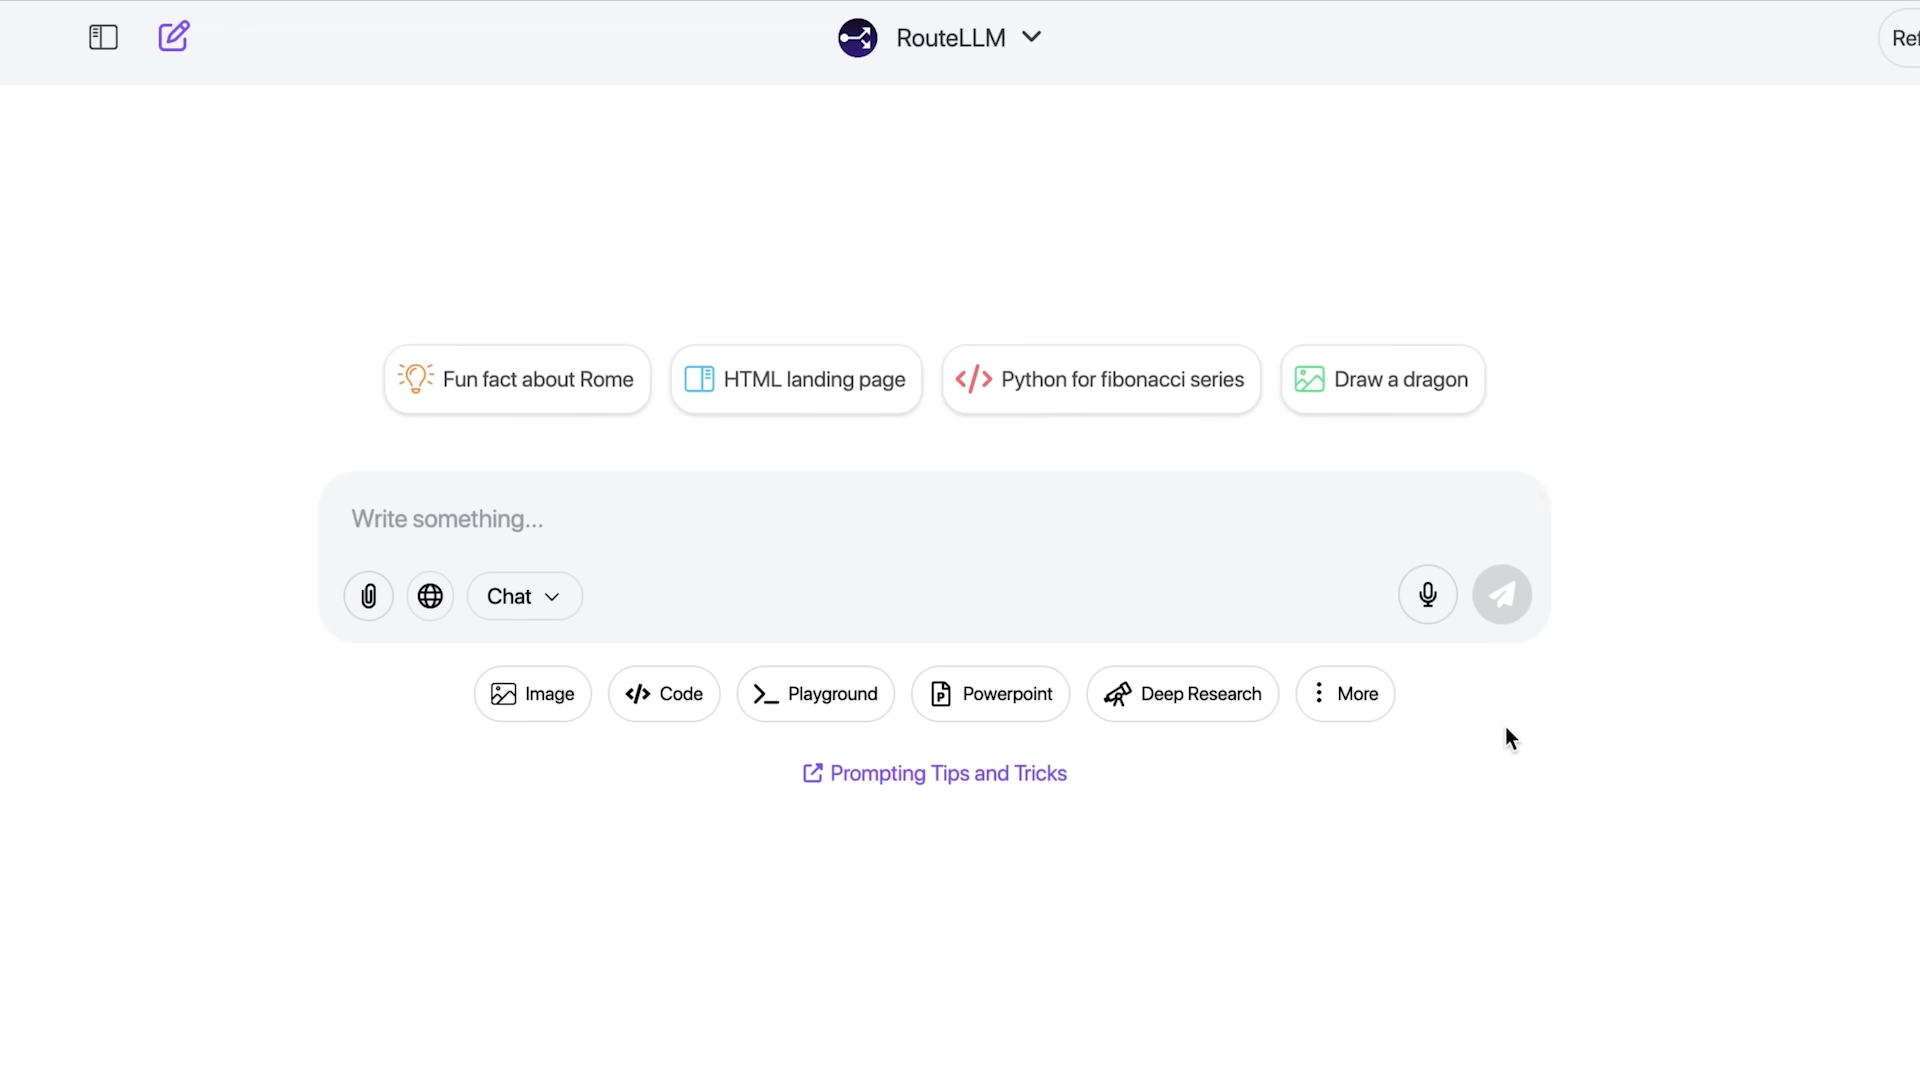 RouteLLM
Ref
Fun fact about Rome
HTML landing page
Python for fibonacci series
Draw a dragon
Write something...
Chat
Image
Code
Playground
Powerpoint
Deep Research
More
Prompting Tips and Tricks